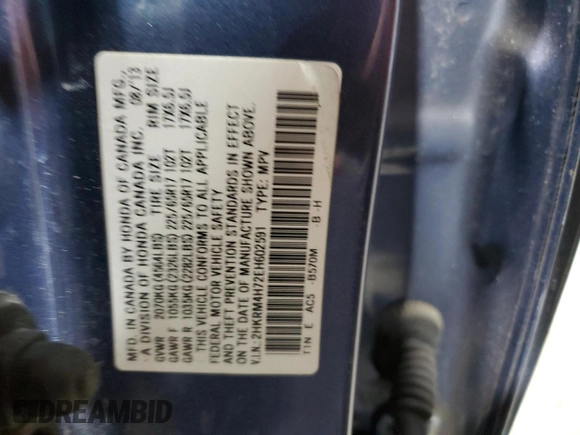 MFD. IN CANADA BY HONDA OF CANADA MFG.,
A DIVISION OF HONDA CANADA INC. 08/13
GVWR 2070KG(4564LBS) TIRE SIZE RIM SIZE
GAWR F 1055KG(2326LBS) 225/65R17 102T 17X6.5J
GAWR R 1035KG(2282LBS) 225/65R17 102T 17X6.5J
THIS VEHICLE CONFORMS TO ALL APPLICABLE
FEDERAL MOTOR VEHICLE SAFETY
AND THEFT PREVENTION STANDARDS IN EFFECT
ON THE DATE OF MANUFACTURE SHOWN ABOVE.
V.I.N.:2HKRM4H72EH602591 TYPE: MPV
TIN E AC5 -B570M -B -H
DREAMBID